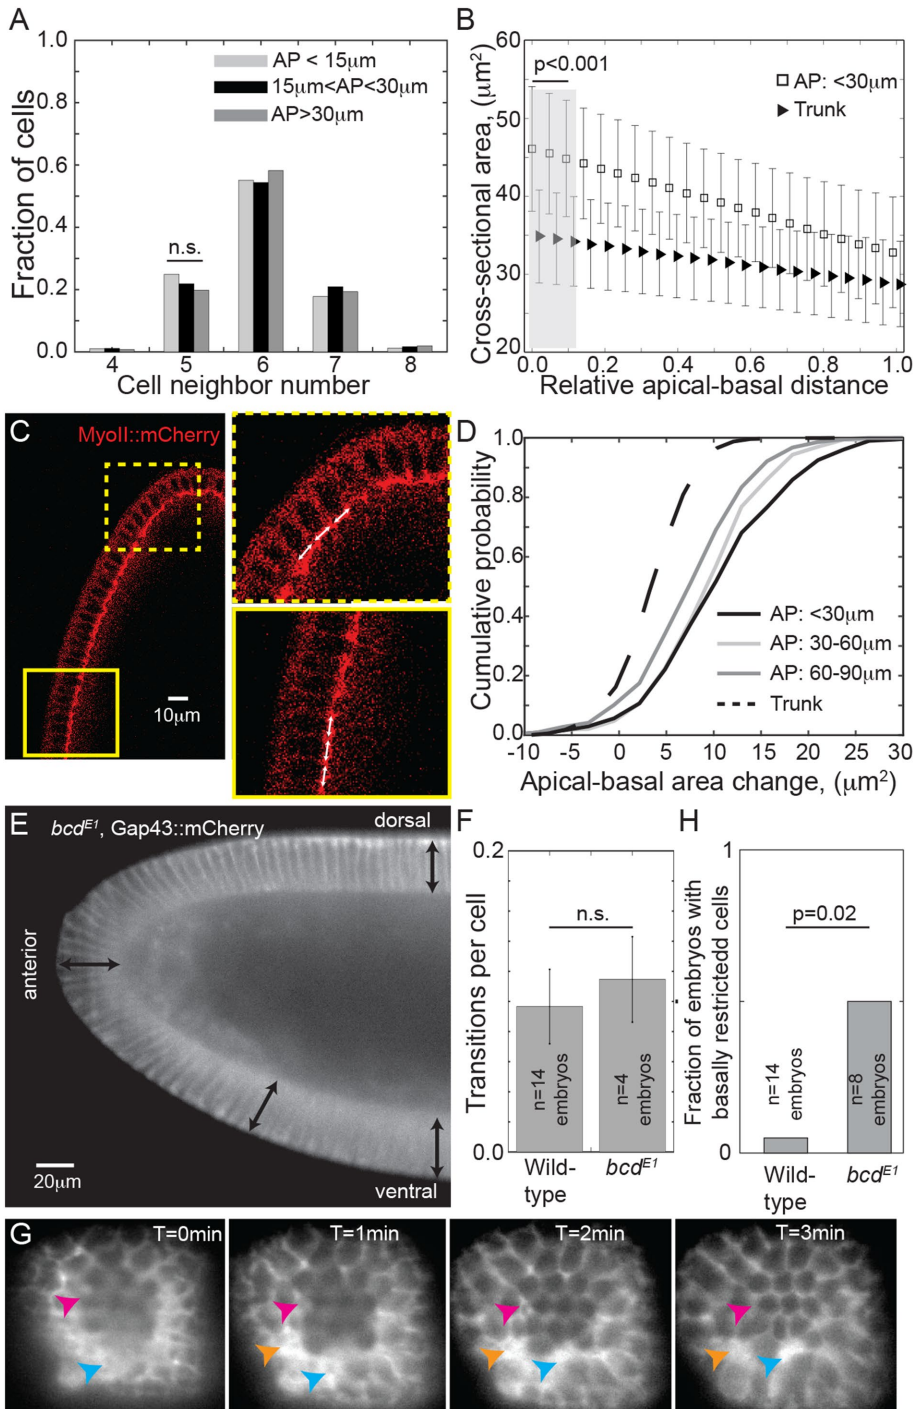 A
1.0
0.8
0.6
0.4
0.2
0.0
Fraction of cells
AP < 15μm
15μm<AP<30μm
AP>30μm
n.s.
4 5 6 7 8
Cell neighbor number
B
60
50
40
30
20
Cross-sectional area, (μm²)
p<0.001
AP: <30μm
Trunk
0.0 0.2 0.4 0.6 0.8 1.0
Relative apical-basal distance
C
MyoII::mCherry
10μm
D
1.0
0.8
0.6
0.4
0.2
0.0
Cumulative probability
AP: <30μm
AP: 30-60μm
AP: 60-90μm
Trunk
-10 -5 0 5 10 15 20 25 30
Apical-basal area change, (μm²)
E
bcdᴱ¹, Gap43::mCherry
dorsal
anterior
ventral
20μm
F
0.2
0.0
Transitions per cell
n.s.
n=14
embryos
n=4
embryos
Wild-
type
bcdᴱ¹
H
1
0
Fraction of embryos with
basally restrictedd cells
p=0.02
n=14
embryos
n=8
embryos
Wild-
type
bcdᴱ¹
G
T=0min
T=1min
T=2min
T=3min